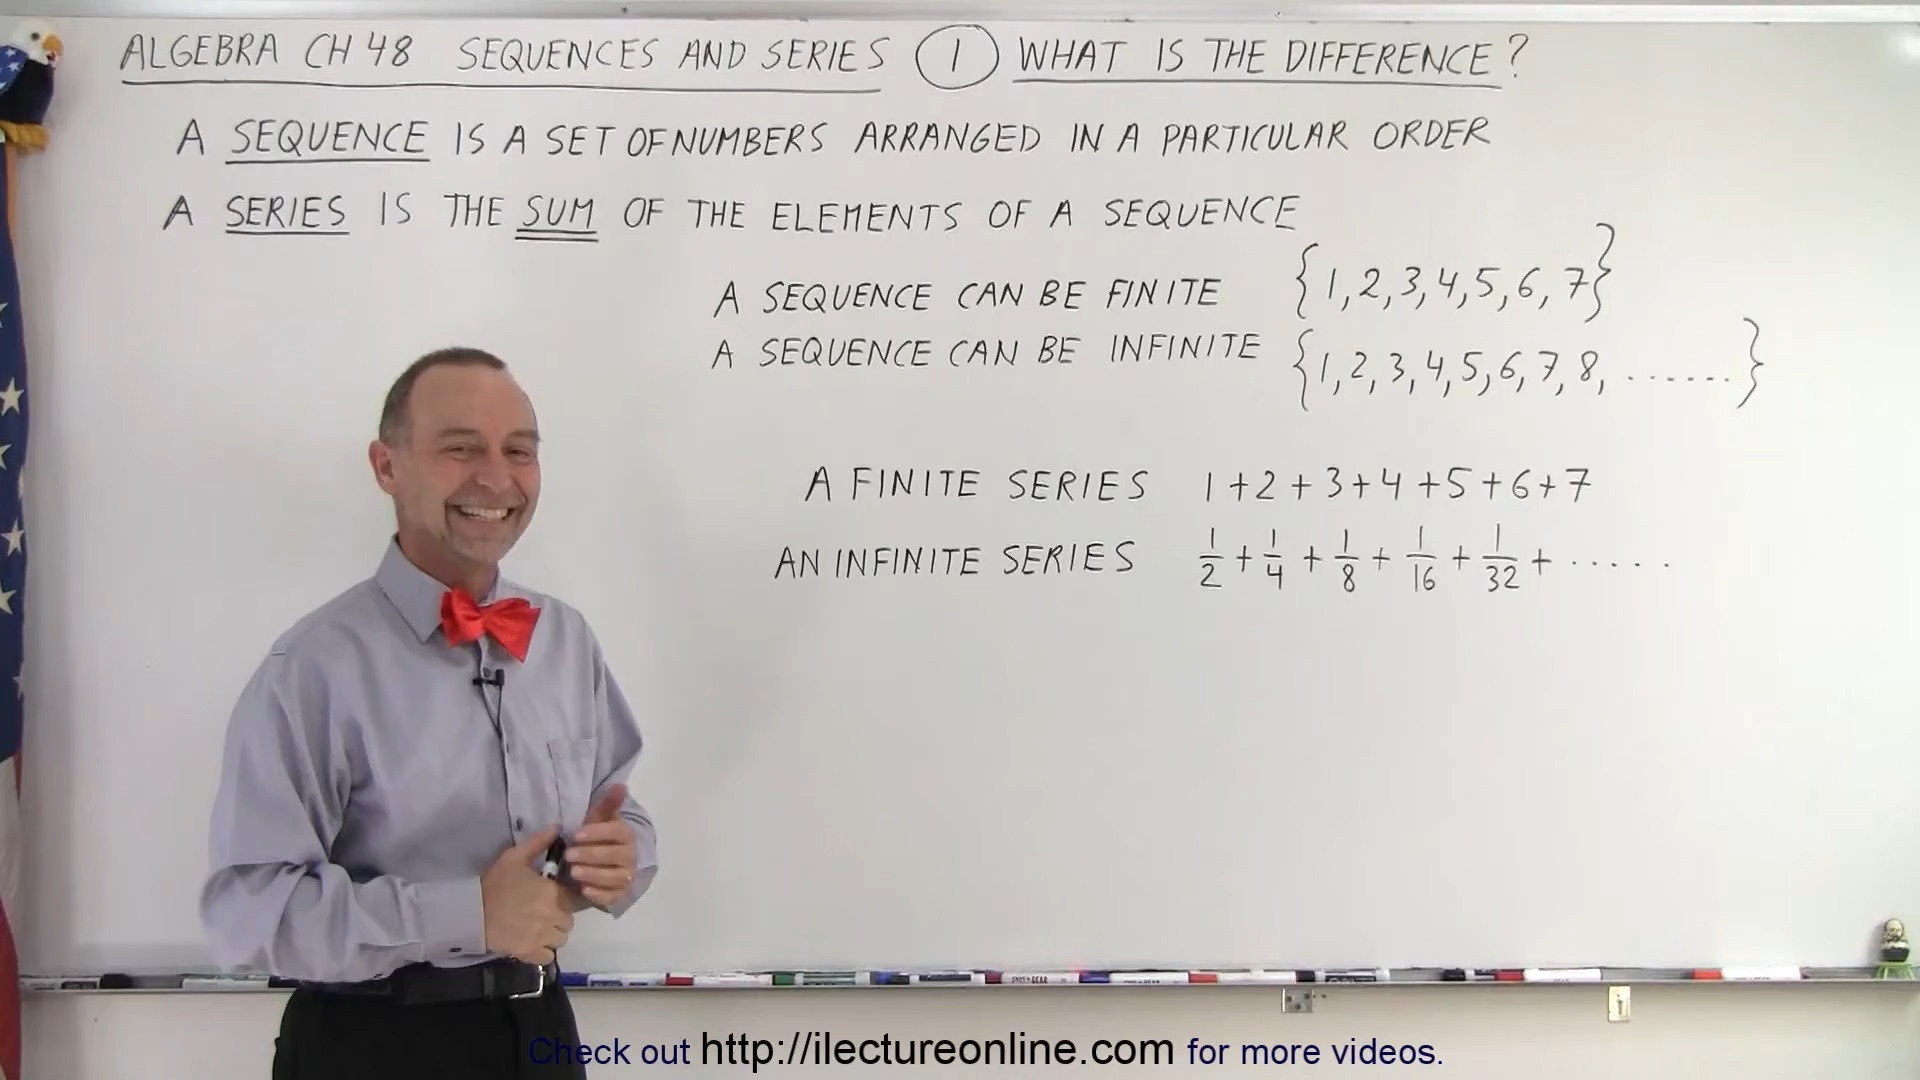 ALGEBRA CH 48 SEQUENCES AND SERIES 1 WHAT IS THE DIFFERENCE?
A SEQUENCE IS A SET OF NUMBERS ARRANGED IN A PARTICULAR ORDER
A SERIES IS THE SUM OF THE ELEMENTS OF A SEQUENCE
A SEQUENCE CAN BE FINITE {1, 2, 3, 4, 5, 6, 7}
A SEQUENCE CAN BE INFINITE {1, 2, 3, 4, 5, 6, 7, 8, .......}
A FINITE SERIES 1 + 2 + 3 + 4 + 5 + 6 + 7
AN INFINITE SERIES 1/2 + 1/4 + 1/8 + 1/16 + 1/32 + .....
Check out http://ilectureonline.com for more videos.